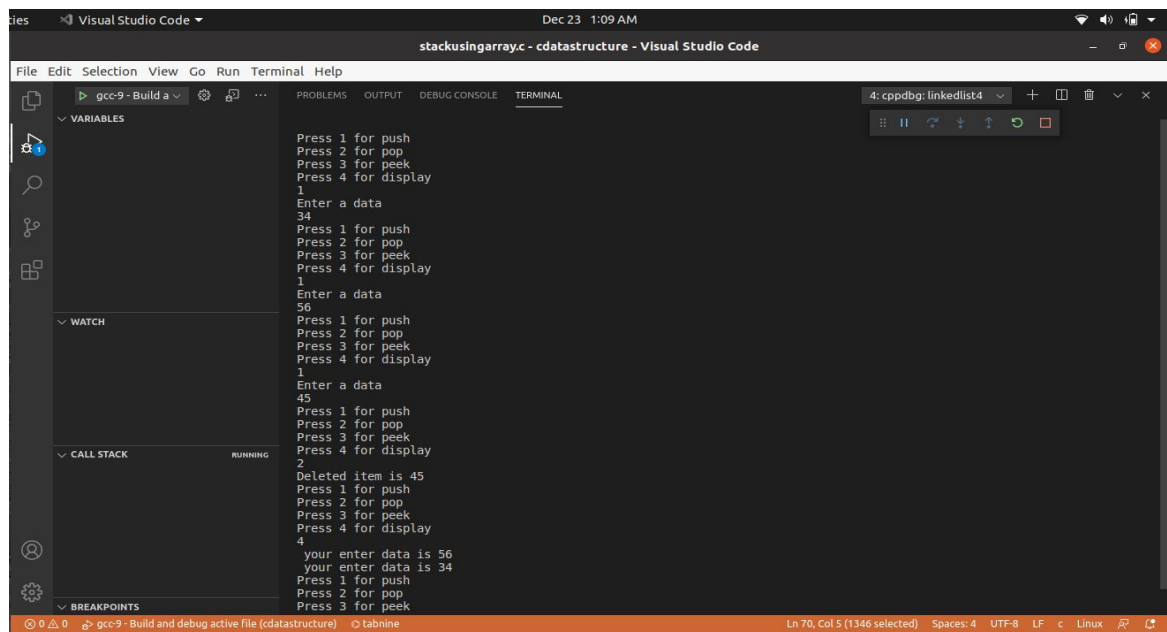 ties Visual Studio Code Dec 23 1:09 AM
stackusingarray.c - cdatastructure - Visual Studio Code
File Edit Selection View Go Run Terminal Help
gcc-9 - Build a ... PROBLEMS OUTPUT DEBUG CONSOLE TERMINAL 4: cppdbg: linkedlist4
VARIABLES
Press 1 for push
Press 2 for pop
Press 3 for peek
Press 4 for display
1
Enter a data
34
Press 1 for push
Press 2 for pop
Press 3 for peek
Press 4 for display
1
Enter a data
56
WATCH
Press 1 for push
Press 2 for pop
Press 3 for peek
Press 4 for display
1
Enter a data
45
Press 1 for push
Press 2 for pop
Press 3 for peek
CALL STACK RUNNING
Press 4 for display
2
Deleted item is 45
Press 1 for push
Press 2 for pop
Press 3 for peek
Press 4 for display
4
your enter data is 56
your enter data is 34
Press 1 for push
Press 2 for pop
BREAKPOINTS
Press 3 for peek
0 0 gcc-9 - Build and debug active file (cdatastructure) tabnine Ln 70, Col 5 (1346 selected) Spaces: 4 UTF-8 LF c Linux